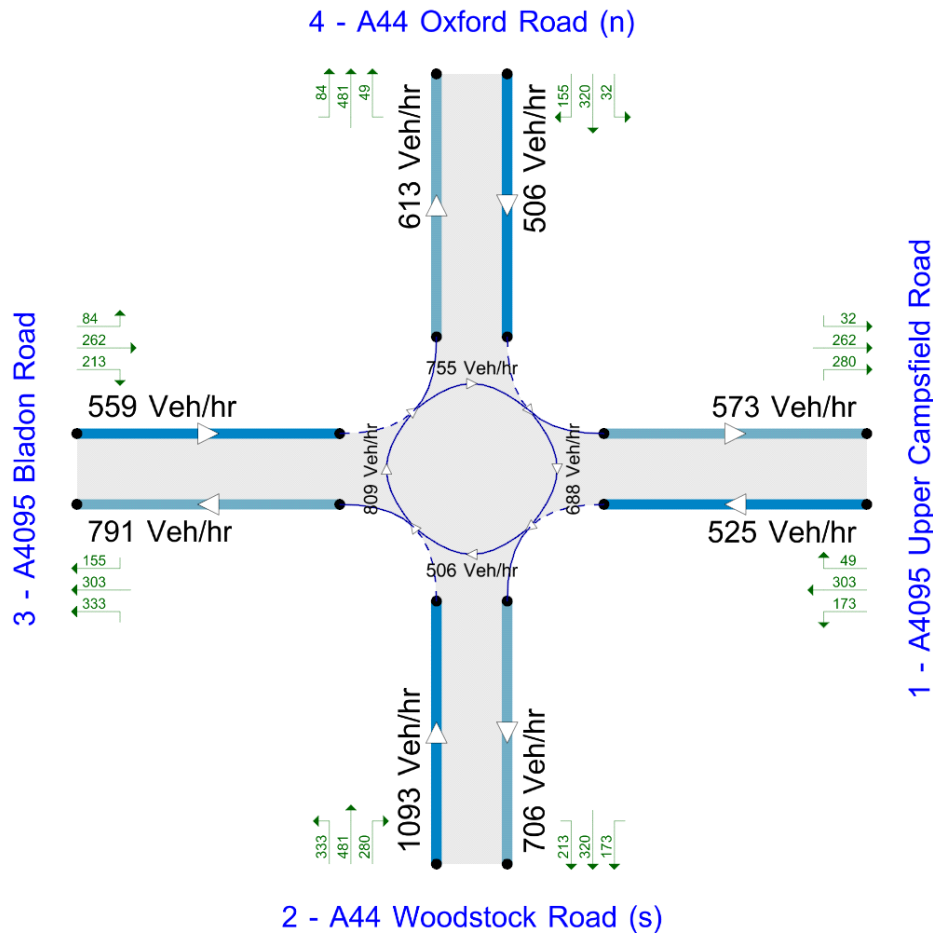 4 - A44 Oxford Road (n)
84
481
49
155
320
32
613 Veh/hr
506 Veh/hr
3 - A4095 Bladon Road
84
262
213
559 Veh/hr
791 Veh/hr
155
303
333
755 Veh/hr
809 Veh/hr
688 Veh/hr
506 Veh/hr
32
262
280
573 Veh/hr
525 Veh/hr
49
303
173
1 - A4095 Upper Campsfield Road
1093 Veh/hr
706 Veh/hr
333
481
280
213
320
173
2 - A44 Woodstock Road (s)